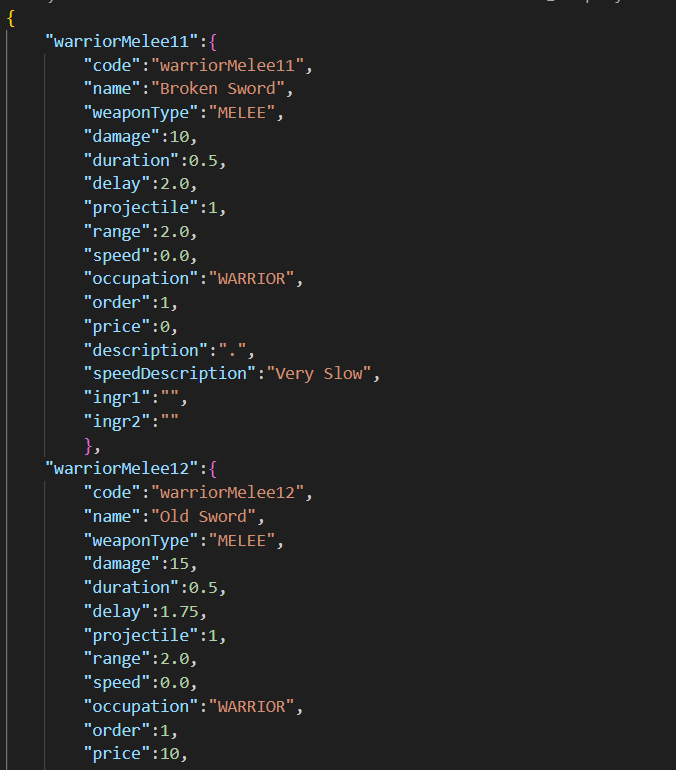 {
    "warriorMelee11":{
        "code":"warriorMelee11",
        "name":"Broken Sword",
        "weaponType":"MELEE",
        "damage":10,
        "duration":0.5,
        "delay":2.0,
        "projectile":1,
        "range":2.0,
        "speed":0.0,
        "occupation":"WARRIOR",
        "order":1,
        "price":0,
        "description":".",
        "speedDescription":"Very Slow",
        "ingr1":"",
        "ingr2":""
        },
    "warriorMelee12":{
        "code":"warriorMelee12",
        "name":"Old Sword",
        "weaponType":"MELEE",
        "damage":15,
        "duration":0.5,
        "delay":1.75,
        "projectile":1,
        "range":2.0,
        "speed":0.0,
        "occupation":"WARRIOR",
        "order":1,
        "price":10,